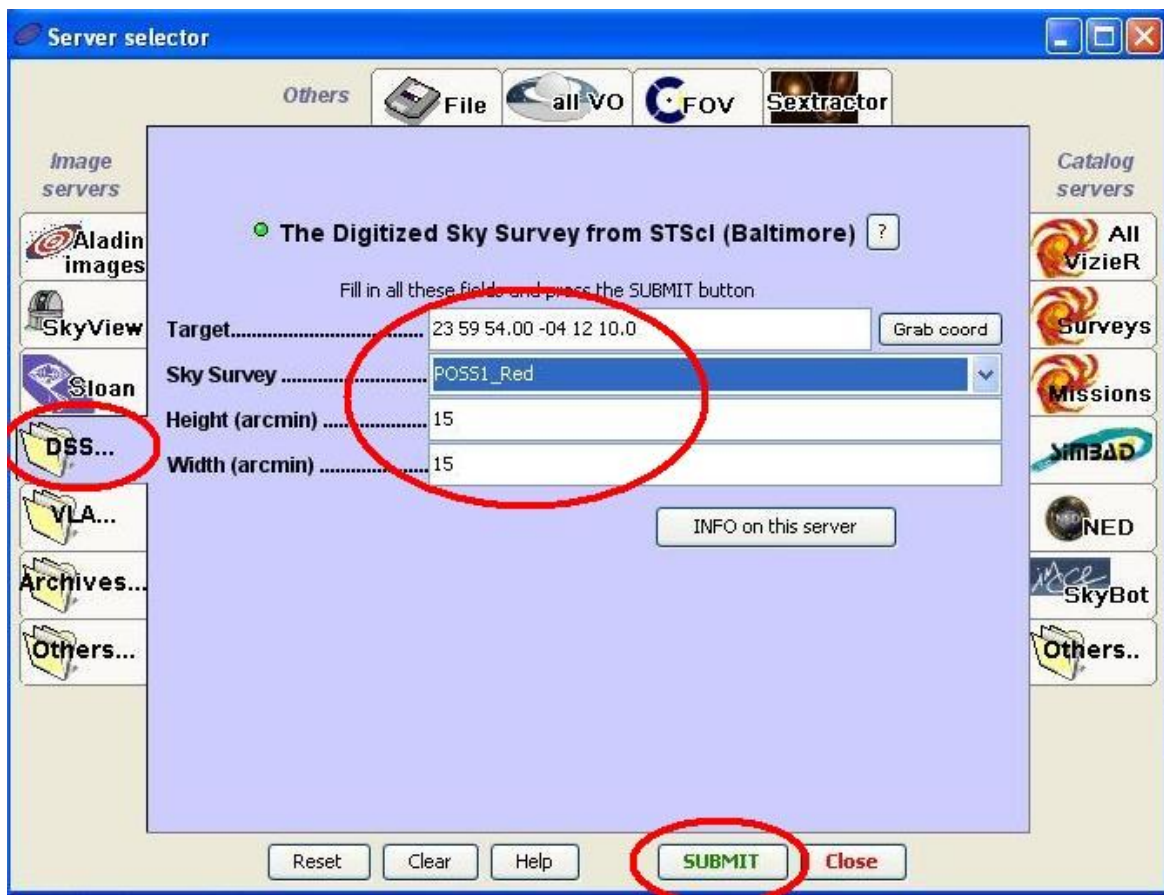 Server selector
Others
File
all VO
FOV
Sextractor
Image
servers
Catalog
servers
Aladin
images
SkyView
Sloan
DSS...
VLA...
Archives...
Others...
The Digitized Sky Survey from STScI (Baltimore) ?
Fill in all these fields and press the SUBMIT button
Target.................................. 23 59 54.00 -04 12 10.0 Grab coord
Sky Survey .......................... POSS1_Red
Height (arcmin) ................... 15
Width (arcmin) .................... 15
INFO on this server
All
VizieR
Surveys
Missions
SIMBAD
NED
SkyBot
Others..
Reset Clear Help SUBMIT Close